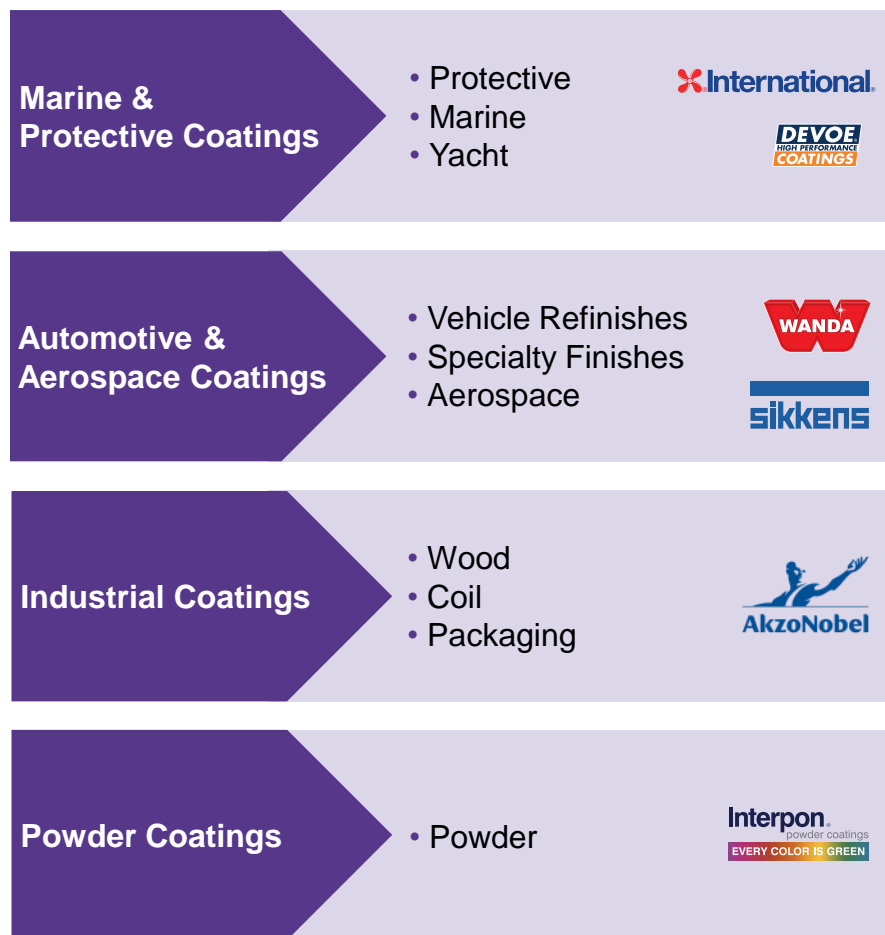 Marine &
Protective Coatings
• Protective
• Marine
• Yacht
International®
DEVOE®
HIGH PERFORMANCE
COATINGS
Automotive &
Aerospace Coatings
• Vehicle Refinishes
• Specialty Finishes
• Aerospace
WANDA
sikkens
Industrial Coatings
• Wood
• Coil
• Packaging
AkzoNobel
Powder Coatings
• Powder
Interpon®
powder coatings
EVERY COLOR IS GREEN